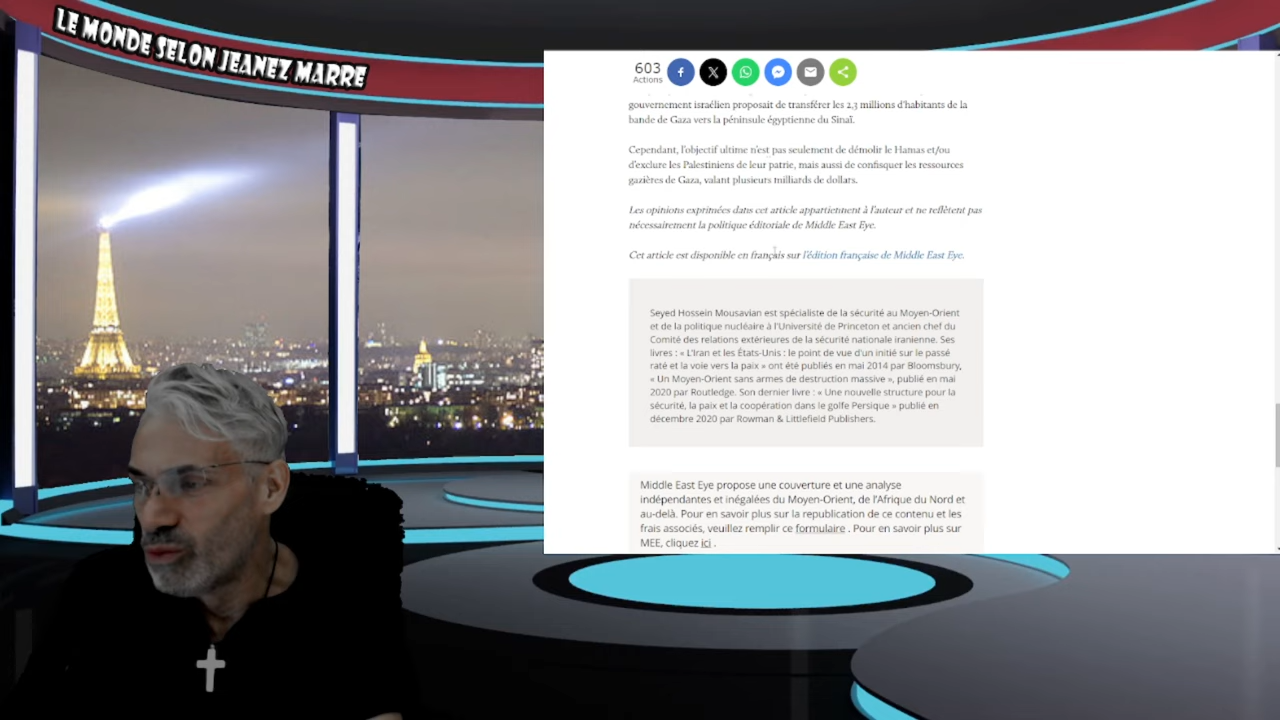 LE MONDE SELON JEANEZ MARRE
603
Actions
gouvernement israélien proposait de transférer les 2,3 millions d'habitants de la
bande de Gaza vers la péninsule égyptienne du Sinaï.
Cependant, l'objectif ultime n'est pas seulement de démolir le Hamas et/ou
d'exclure les Palestiniens de leur patrie, mais aussi de confisquer les ressources
gazières de Gaza, valant plusieurs milliards de dollars.
Les opinions exprimées dans cet article appartiennent à l'auteur et ne reflètent pas
nécessairement la politique éditoriale de Middle East Eye.
Cet article est disponible en français sur l'édition française de Middle East Eye.
Seyed Hossein Mousavian est spécialiste de la sécurité au Moyen-Orient
et de la politique nucléaire à l'Université de Princeton et ancien chef du
Comité des relations extérieures de la sécurité nationale iranienne. Ses
livres : « L'Iran et les États-Unis : le point de vue d'un initié sur le passé
raté et la voie vers la paix » ont été publiés en mai 2014 par Bloomsbury,
« Un Moyen-Orient sans armes de destruction massive », publié en mai
2020 par Routledge. Son dernier livre : « Une nouvelle structure pour la
sécurité, la paix et la coopération dans le golfe Persique » publié en
décembre 2020 par Rowman & Littlefield Publishers.
Middle East Eye propose une couverture et une analyse
indépendantes et inégalées du Moyen-Orient, de l'Afrique du Nord et
au-delà. Pour en savoir plus sur la republication de ce contenu et les
frais associés, veuillez remplir ce formulaire . Pour en savoir plus sur
MEE, cliquez ici .